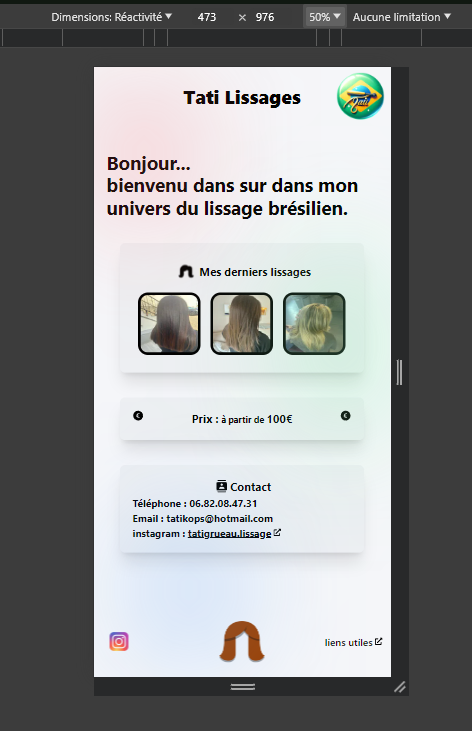 Dimensions: Réactivité ▼ 473 × 976 50% ▼ Aucune limitation ▼
Tati Lissages
Tati
Bonjour...
bienvenu dans sur dans mon
univers du lissage brésilien.
Mes derniers lissages
€ Prix : à partir de 100€ €
Contact
Téléphone : 06.82.08.47.31
Email : tatikops@hotmail.com
instagram : tatigrueau.lissage
liens utiles